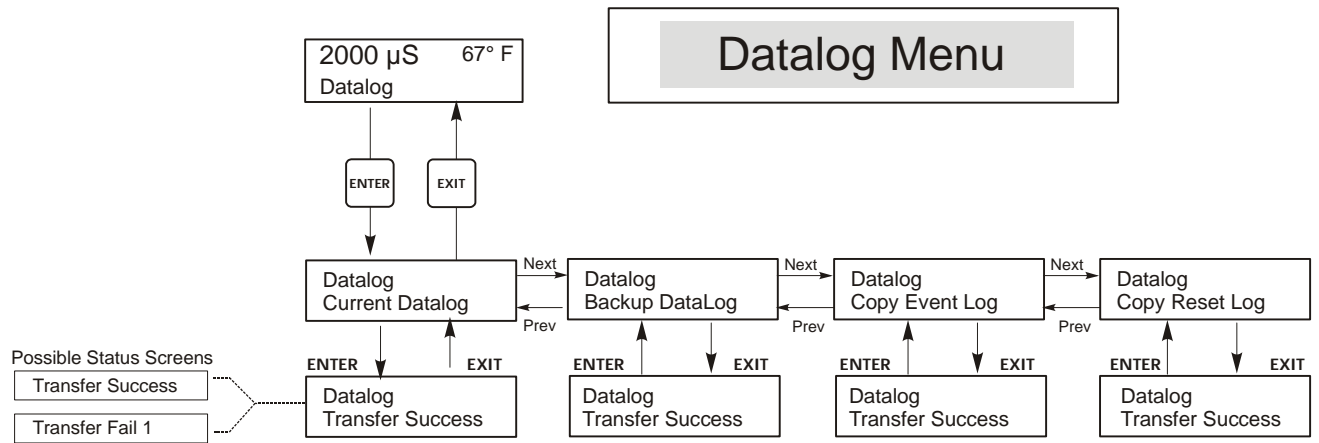 Datalog Menu
2000 µS 67° F
Datalog
ENTER
EXIT
Datalog
Current Datalog
Next
Prev
Datalog
Backup DataLog
Next
Prev
Datalog
Copy Event Log
Next
Prev
Datalog
Copy Reset Log
Possible Status Screens
Transfer Success
Transfer Fail 1
ENTER EXIT
Datalog
Transfer Success
ENTER EXIT
Datalog
Transfer Success
ENTER EXIT
Datalog
Transfer Success
ENTER EXIT
Datalog
Transfer Success